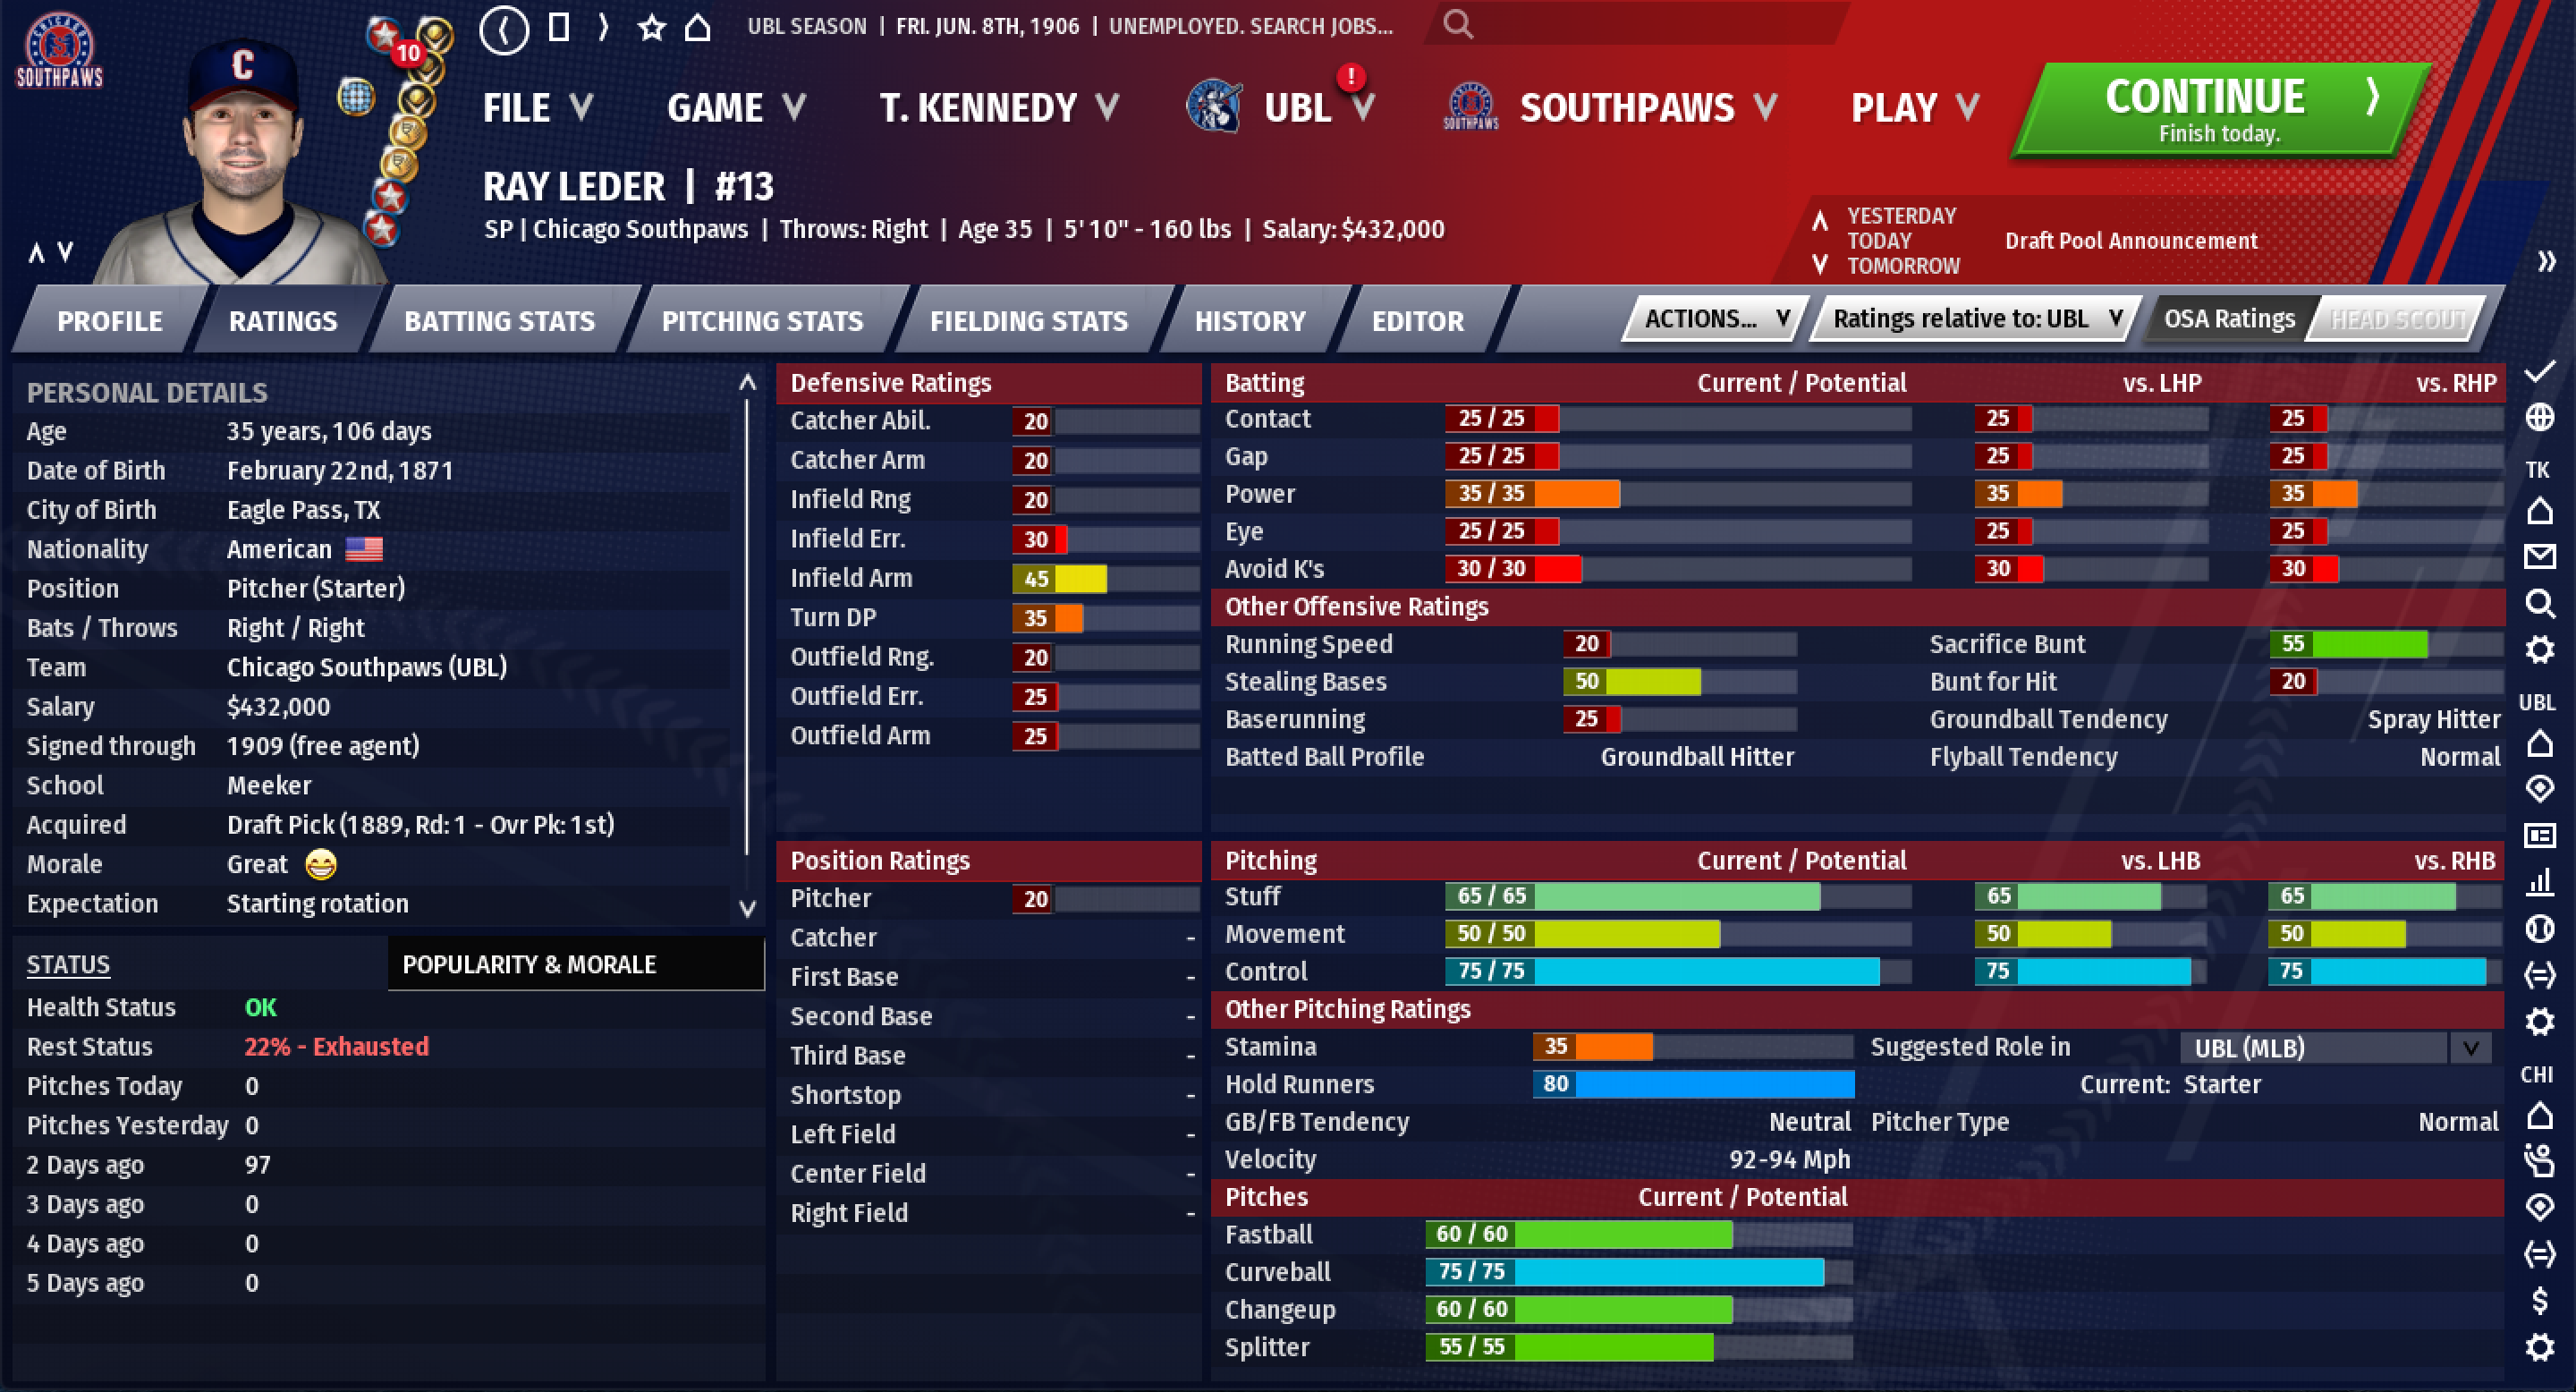 CHICAGO
SOUTHPAWS
C
10
UBL SEASON | FRI. JUN. 8TH, 1906 | UNEMPLOYED. SEARCH JOBS...
FILE
GAME
T. KENNEDY
UBL
!
SOUTHPAWS
SOUTHPAWS
PLAY
CONTINUE
Finish today.
RAY LEDER | #13
SP | Chicago Southpaws | Throws: Right | Age 35 | 5' 10" - 160 lbs | Salary: $432,000
YESTERDAY
TODAY
TOMORROW
Draft Pool Announcement
PROFILE
RATINGS
BATTING STATS
PITCHING STATS
FIELDING STATS
HISTORY
EDITOR
ACTIONS...
Ratings relative to: UBL
OSA Ratings
HEAD SCOUT
PERSONAL DETAILS
Age 35 years, 106 days
Date of Birth February 22nd, 1871
City of Birth Eagle Pass, TX
Nationality American
Position Pitcher (Starter)
Bats / Throws Right / Right
Team Chicago Southpaws (UBL)
Salary $432,000
Signed through 1909 (free agent)
School Meeker
Acquired Draft Pick (1889, Rd: 1 - Ovr Pk: 1st)
Morale Great
Expectation Starting rotation
STATUS
POPULARITY & MORALE
Health Status OK
Rest Status 22% - Exhausted
Pitches Today 0
Pitches Yesterday 0
2 Days ago 97
3 Days ago 0
4 Days ago 0
5 Days ago 0
Defensive Ratings
Catcher Abil. 20
Catcher Arm 20
Infield Rng 20
Infield Err. 30
Infield Arm 45
Turn DP 35
Outfield Rng. 20
Outfield Err. 25
Outfield Arm 25
Position Ratings
Pitcher 20
Catcher -
First Base -
Second Base -
Third Base -
Shortstop -
Left Field -
Center Field -
Right Field -
Batting Current / Potential vs. LHP vs. RHP
Contact 25 / 25 25 25
Gap 25 / 25 25 25
Power 35 / 35 35 35
Eye 25 / 25 25 25
Avoid K's 30 / 30 30 30
Other Offensive Ratings
Running Speed 20 Sacrifice Bunt 55
Stealing Bases 50 Bunt for Hit 20
Baserunning 25 Groundball Tendency Spray Hitter
Batted Ball Profile Groundball Hitter Flyball Tendency Normal
Pitching Current / Potential vs. LHB vs. RHB
Stuff 65 / 65 65 65
Movement 50 / 50 50 50
Control 75 / 75 75 75
Other Pitching Ratings
Stamina 35 Suggested Role in UBL (MLB)
Hold Runners 80 Current: Starter
GB/FB Tendency Neutral Pitcher Type Normal
Velocity 92-94 Mph
Pitches Current / Potential
Fastball 60 / 60
Curveball 75 / 75
Changeup 60 / 60
Splitter 55 / 55
TK
UBL
CHI
$